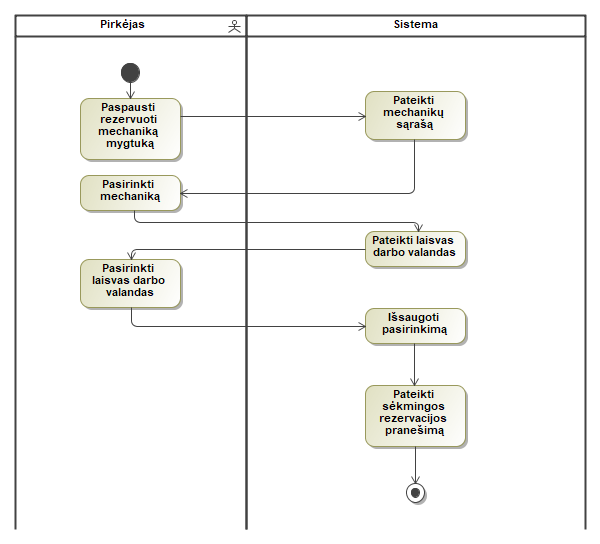 Pirkėjas
Sistema
Paspausti
rezervuoti
mechaniką
mygtuką
Pateikti
mechanikų
sąrašą
Pasirinkti
mechaniką
Pateikti laisvas
darbo valandas
Pasirinkti
laisvas darbo
valandas
Išsaugoti
pasirinkimą
Pateikti
sėkmingos
rezervacijos
pranešimą